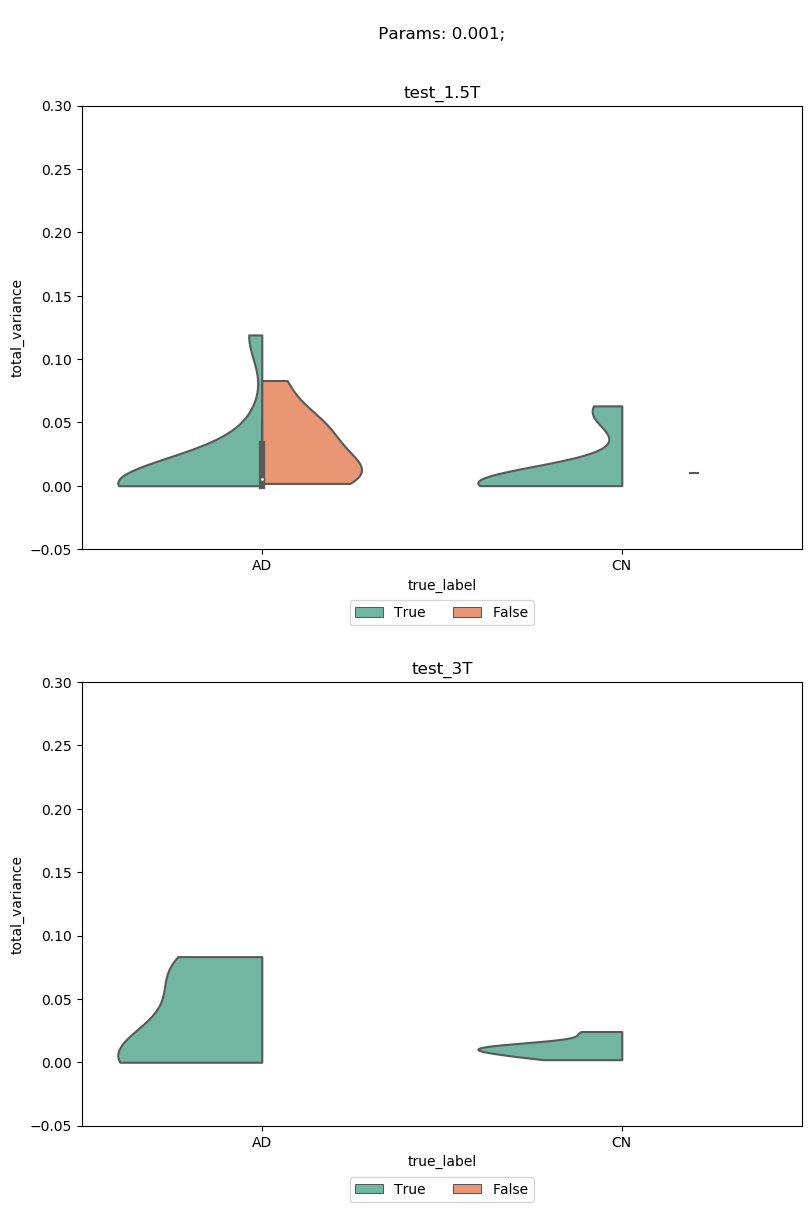 Params: 0.001;
test_1.5T
0.30
0.25
0.20
0.15
0.10
0.05
0.00
−0.05
total_variance
AD CN
true_label
True False
test_3T
0.30
0.25
0.20
0.15
0.10
0.05
0.00
−0.05
total_variance
AD CN
true_label
True False